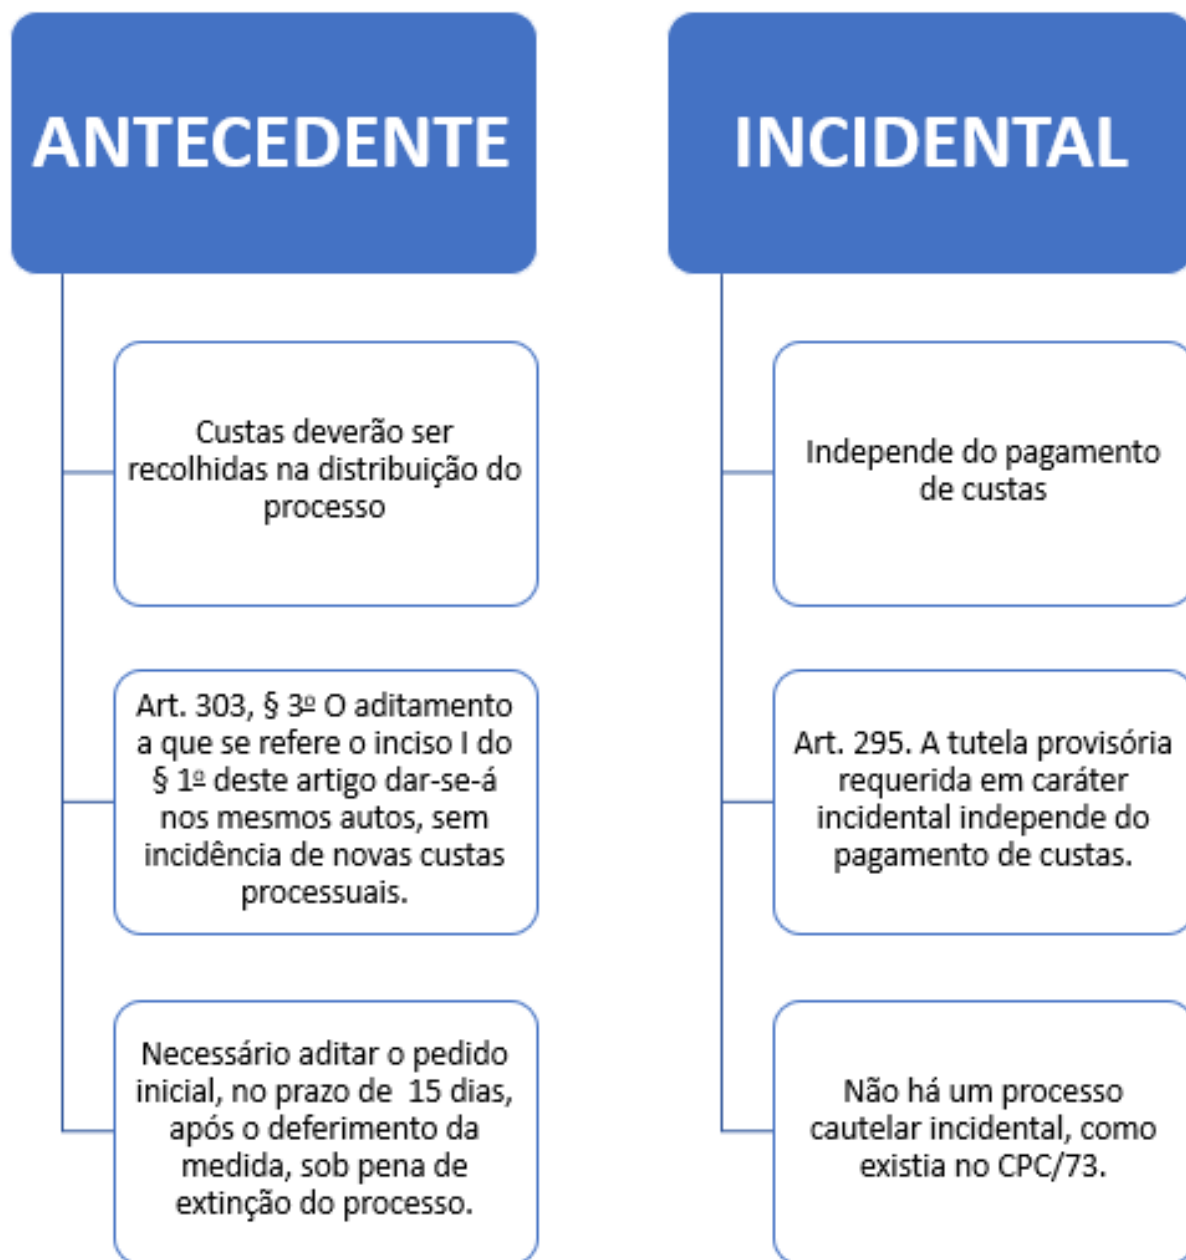 ANTECEDENTE
Custas deverão ser
recolhidas na distribuição do
processo
Art. 303, § 3º O aditamento
a que se refere o inciso I do
§ 1º deste artigo dar-se-á
nos mesmos autos, sem
incidência de novas custas
processuais.
Necessário aditar o pedido
inicial, no prazo de  15 dias,
após o deferimento da
medida, sob pena de
extinção do processo.
INCIDENTAL
Independe do pagamento
de custas
Art. 295. A tutela provisória
requerida em caráter
incidental independe do
pagamento de custas.
Não há um processo
cautelar incidental, como
existia no CPC/73.